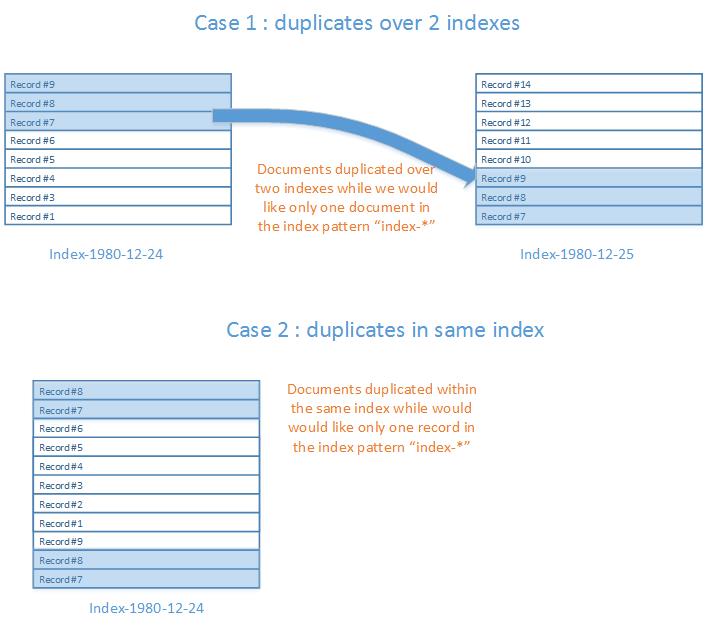 Case 1 : duplicates over 2 indexes
Record #9
Record #8
Record #7
Record #6
Record #5
Record #4
Record #3
Record #1
Index-1980-12-24
Documents duplicated over
two indexes while we would
like only one document in
the index pattern “index-*”
Record #14
Record #13
Record #12
Record #11
Record #10
Record #9
Record #8
Record #7
Index-1980-12-25
Case 2 : duplicates in same index
Record #8
Record #7
Record #6
Record #5
Record #4
Record #3
Record #2
Record #1
Record #9
Record #8
Record #7
Index-1980-12-24
Documents duplicated within
the same index while would
would like only one record in
the index pattern “index-*”